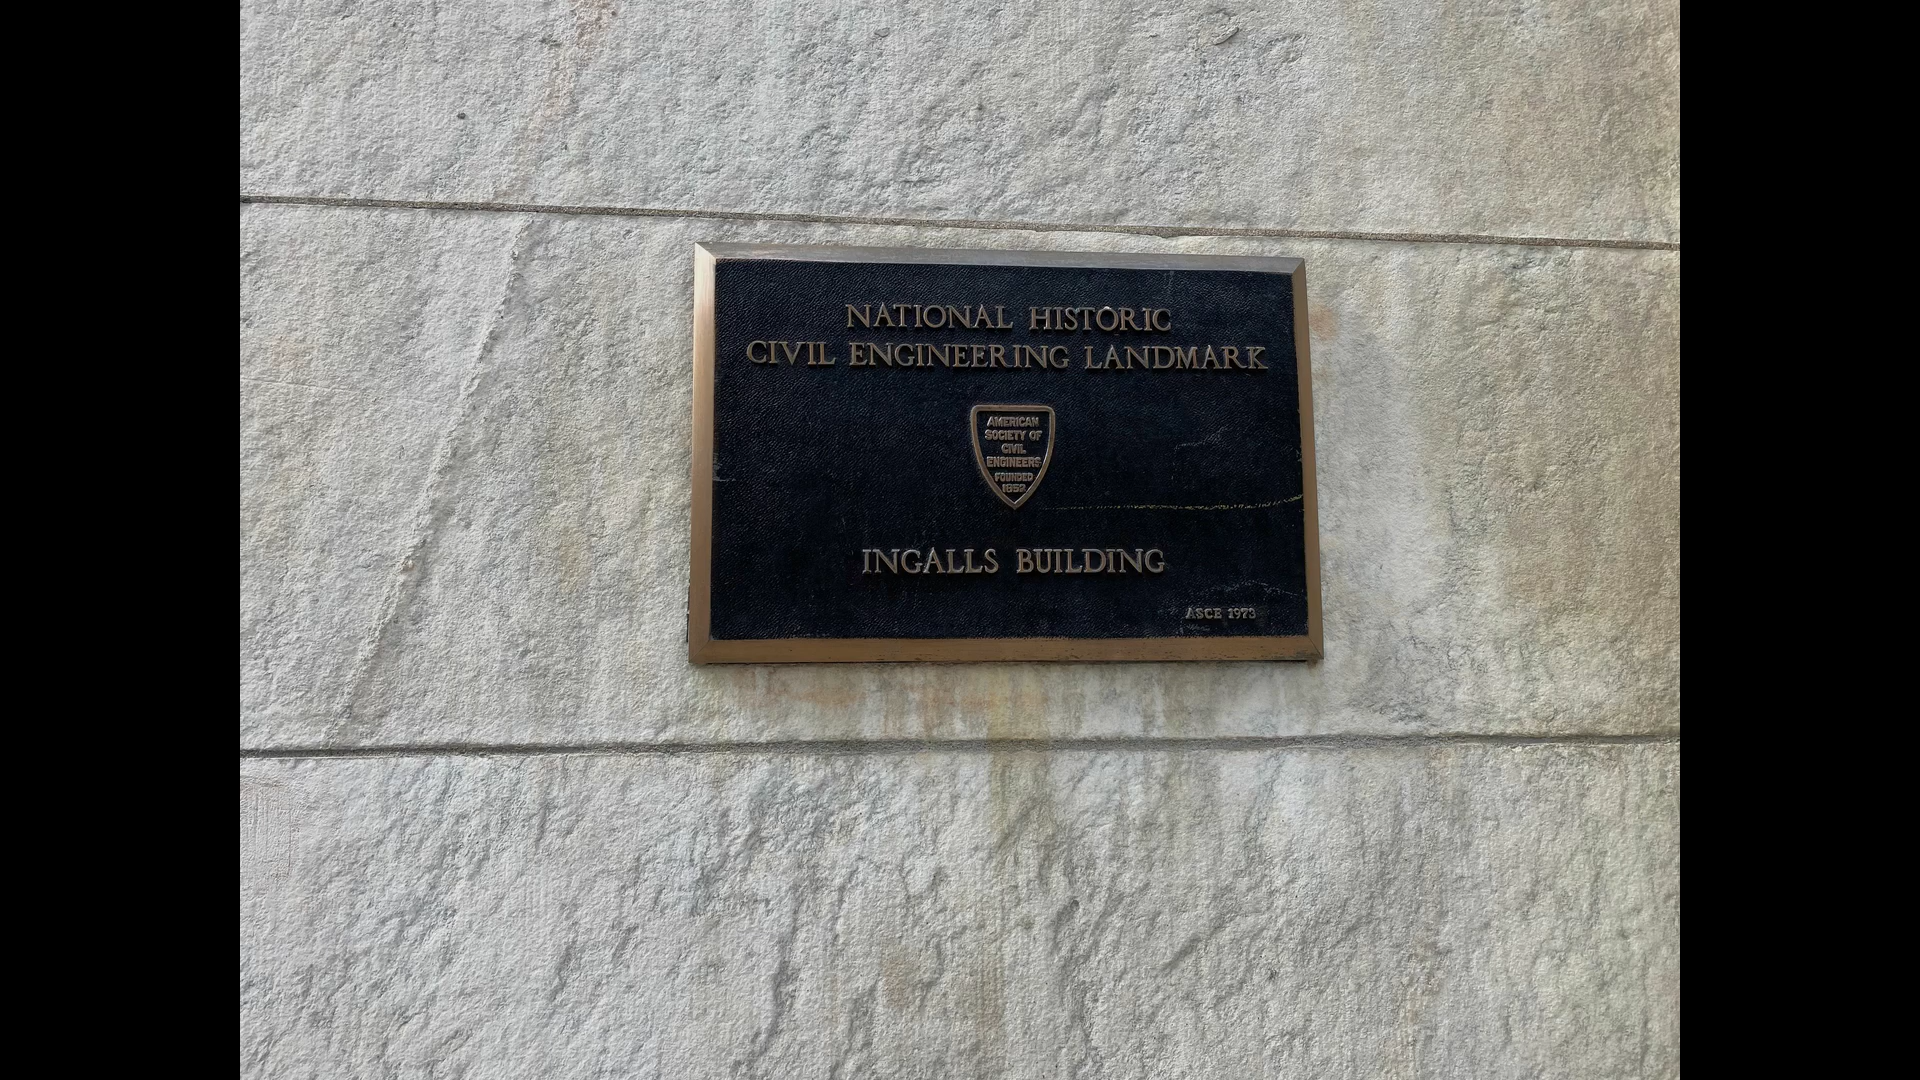 NATIONAL HISTORIC
CIVIL ENGINEERING LANDMARK
AMERICAN
SOCIETY OF
CIVIL
ENGINEERS
FOUNDED
1852
INGALLS BUILDING
ASCE 1973